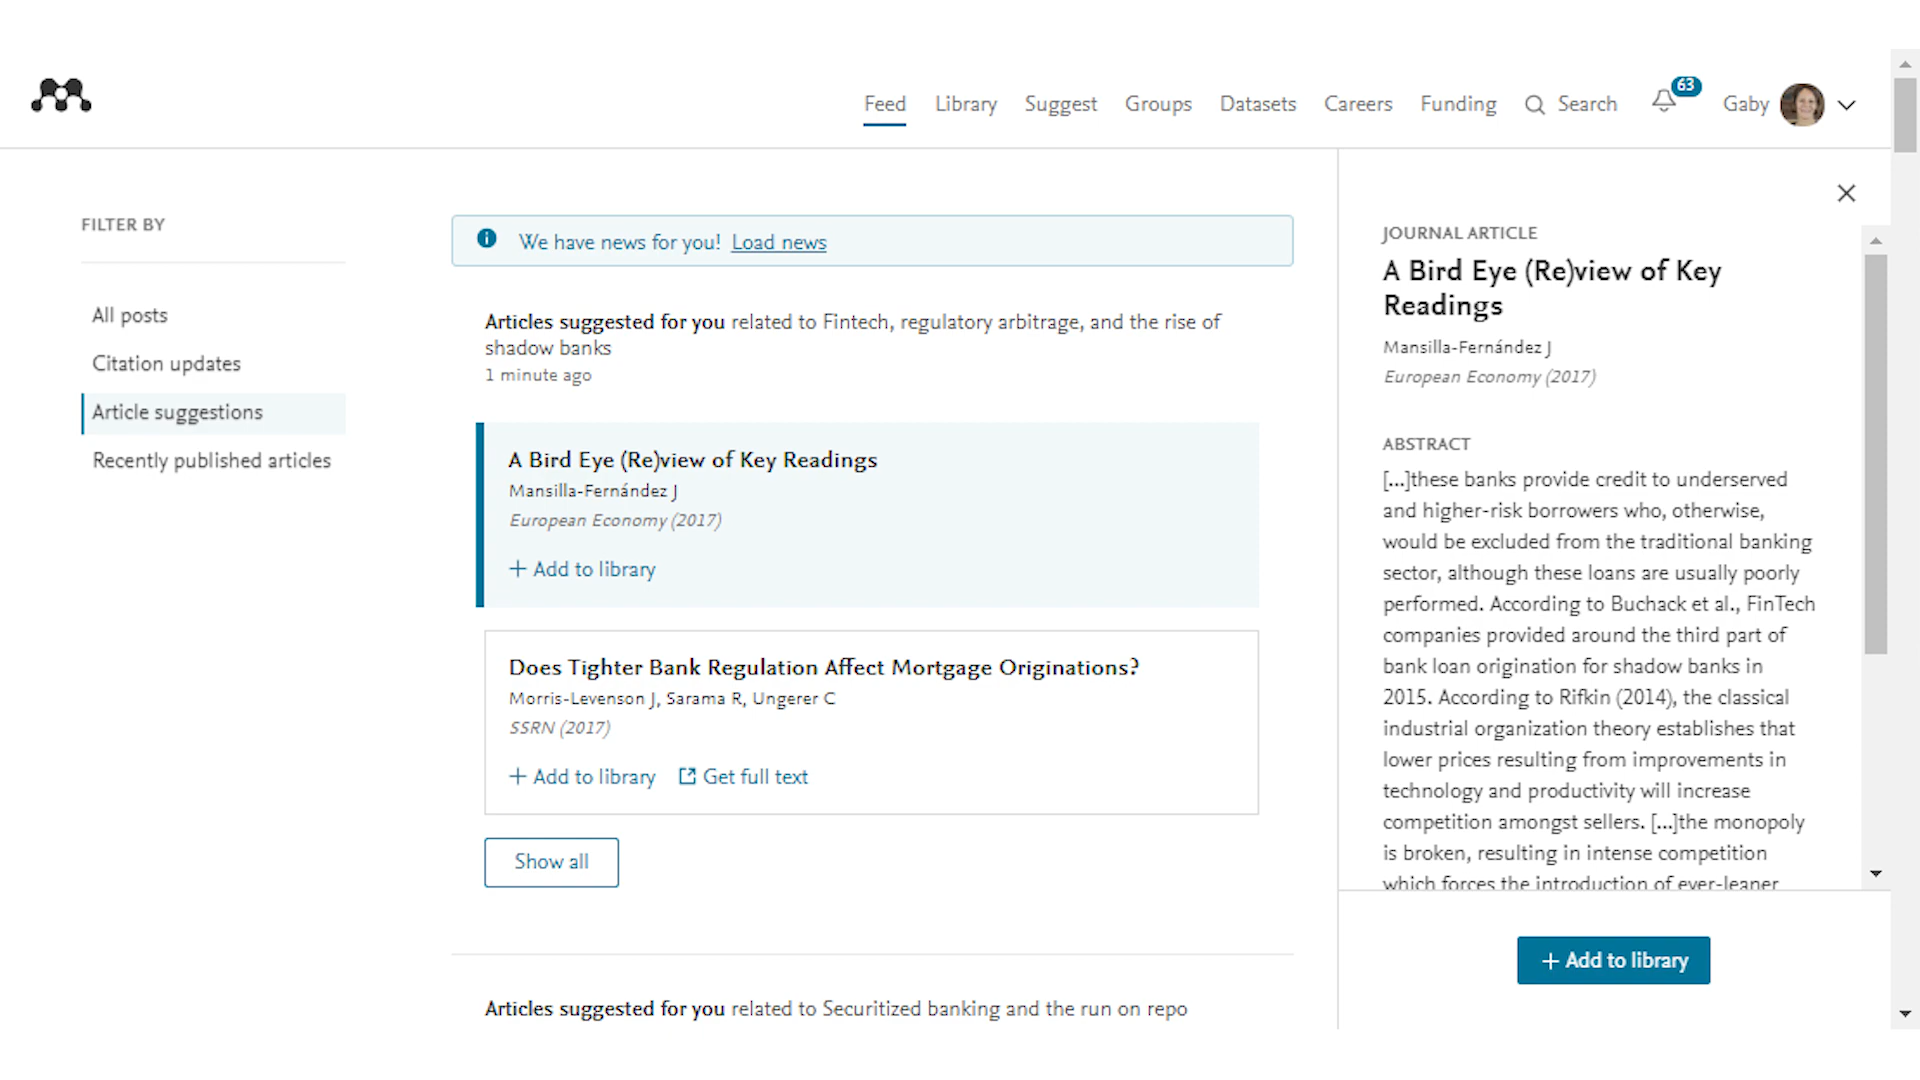 Feed Library Suggest Groups Datasets Careers Funding Search 63 Gaby
FILTER BY
All posts
Citation updates
Article suggestions
Recently published articles
We have news for you! Load news
Articles suggested for you related to Fintech, regulatory arbitrage, and the rise of
shadow banks
1 minute ago
A Bird Eye (Re)view of Key Readings
Mansilla-Fernández J
European Economy (2017)
+ Add to library
Does Tighter Bank Regulation Affect Mortgage Originations?
Morris-Levenson J, Sarama R, Ungerer C
SSRN (2017)
+ Add to library Get full text
Show all
Articles suggested for you related to Securitized banking and the run on repo
JOURNAL ARTICLE
A Bird Eye (Re)view of Key
Readings
Mansilla-Fernández J
European Economy (2017)
ABSTRACT
[...]these banks provide credit to underserved
and higher-risk borrowers who, otherwise,
would be excluded from the traditional banking
sector, although these loans are usually poorly
performed. According to Buchack et al., FinTech
companies provided around the third part of
bank loan origination for shadow banks in
2015. According to Rifkin (2014), the classical
industrial organization theory establishes that
lower prices resulting from improvements in
technology and productivity will increase
competition amongst sellers. [...]the monopoly
is broken, resulting in intense competition
which forces the introduction of ever-leaner
+ Add to library